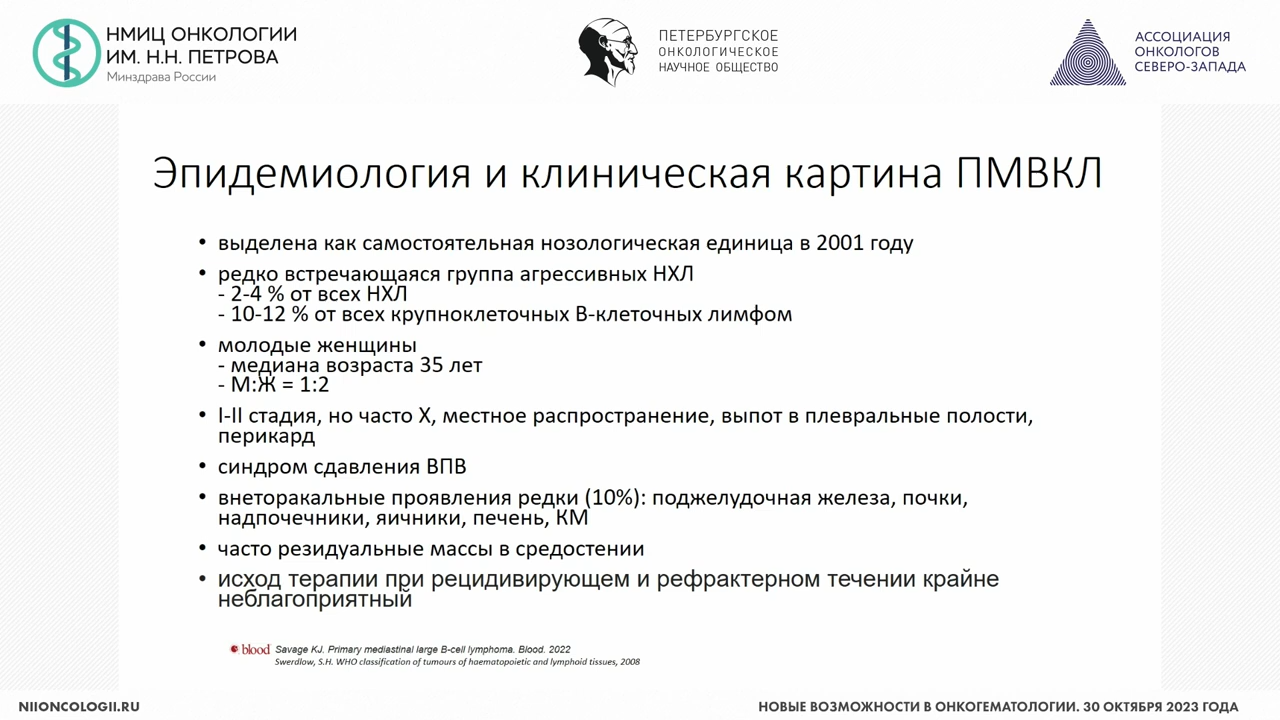 НМИЦ ОНКОЛОГИИ
ИМ. Н.Н. ПЕТРОВА
Минздрава России
ПЕТЕРБУРГСКОЕ
ОНКОЛОГИЧЕСКОЕ
НАУЧНОЕ ОБЩЕСТВО
АССОЦИАЦИЯ
ОНКОЛОГОВ
СЕВЕРО-ЗАПАДА
Эпидемиология и клиническая картина ПМВКЛ
• выделена как самостоятельная нозологическая единица в 2001 году
• редко встречающаяся группа агрессивных НХЛ
- 2-4 % от всех НХЛ
- 10-12 % от всех крупноклеточных В-клеточных лимфом
• молодые женщины
- медиана возраста 35 лет
- М:Ж = 1:2
• I-II стадия, но часто X, местное распространение, выпот в плевральные полости,
перикард
• синдром сдавления ВПВ
• внеторакальные проявления редки (10%): поджелудочная железа, почки,
надпочечники, яичники, печень, КМ
• часто резидуальные массы в средостении
• исход терапии при рецидивирующем и рефрактерном течении крайне
неблагоприятный
blood Savage KJ. Primary mediastinal large B-cell lymphoma. Blood. 2022
Swerdlow, S.H. WHO classification of tumours of haematopoietic and lymphoid tissues, 2008
NIIONCOLOGII.RU
НОВЫЕ ВОЗМОЖНОСТИ В ОНКОГЕМАТОЛОГИИ. 30 ОКТЯБРЯ 2023 ГОДА